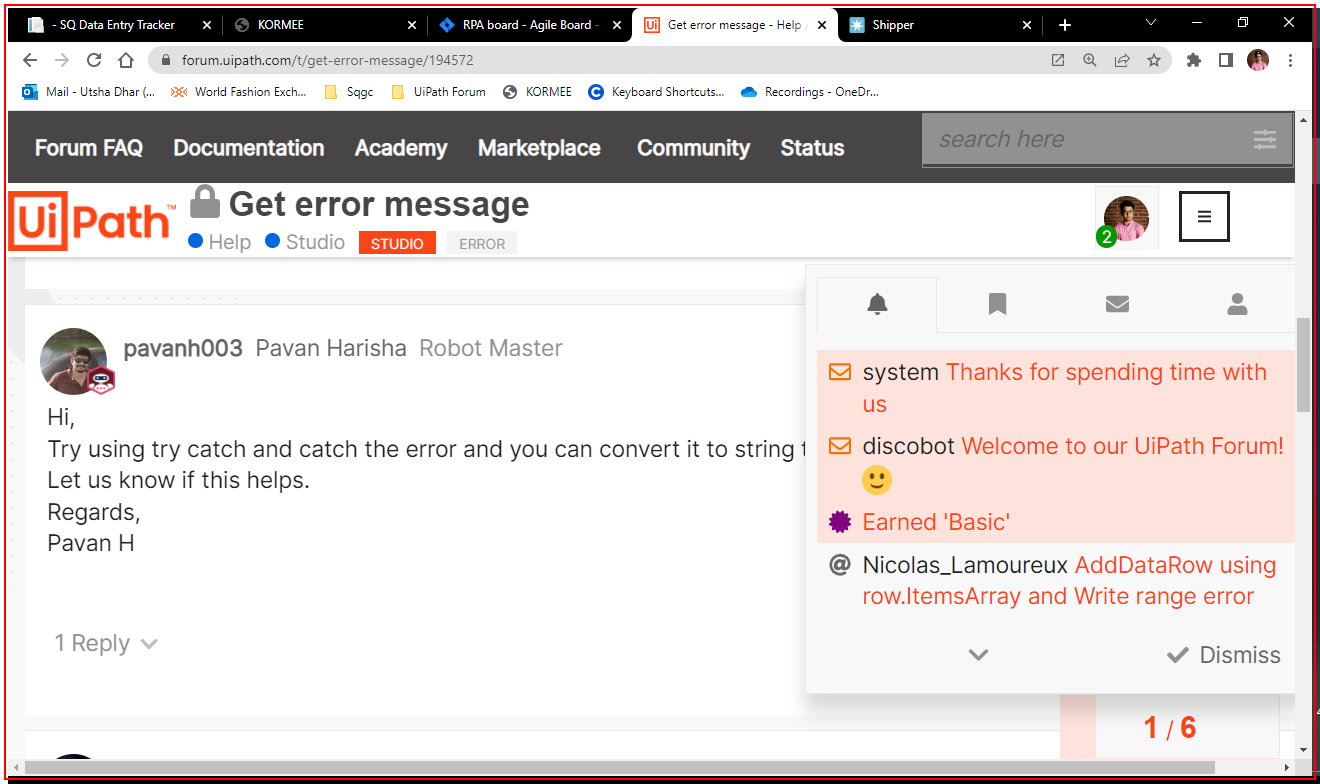 - SQ Data Entry Tracker
KORMEE
RPA board - Agile Board -
Get error message - Help /
Shipper
forum.uipath.com/t/get-error-message/194572
Mail - Utsha Dhar (...
World Fashion Exch...
Sqgc
UiPath Forum
KORMEE
Keyboard Shortcuts...
Recordings - OneDr...
Forum FAQ
Documentation
Academy
Marketplace
Community
Status
search here
UiPath™
Get error message
Help
Studio
STUDIO
ERROR
2
pavanh003 Pavan Harisha Robot Master
Hi,
Try using try catch and catch the error and you can convert it to string t
Let us know if this helps.
Regards,
Pavan H
1 Reply
system Thanks for spending time with
us
discobot Welcome to our UiPath Forum!
Earned 'Basic'
@ Nicolas_Lamoureux AddDataRow using
row.ItemsArray and Write range error
Dismiss
1 / 6